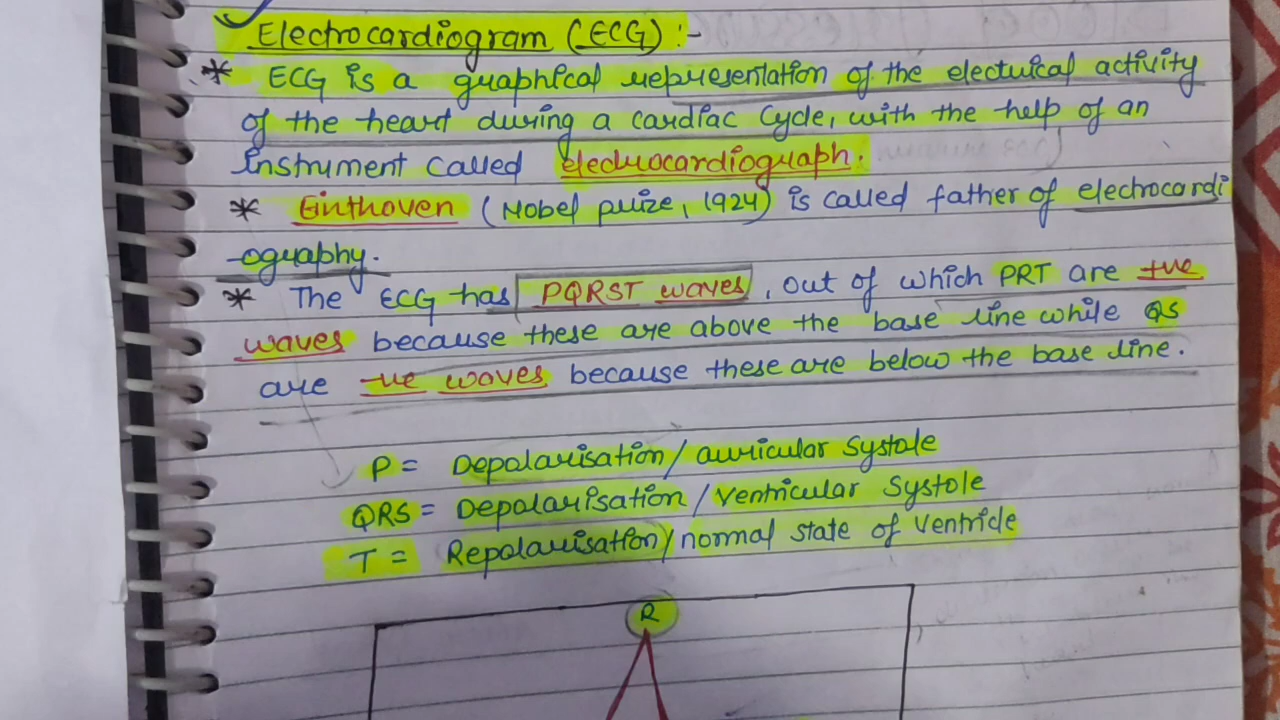 Electrocardiogram (ECG) :-
* ECG is a graphical representation of the electrical activity
of the heart during a cardiac cycle, with the help of an
instrument called electrocardiograph.
* Einthoven (Nobel prize, 1924) is called father of electrocardi
-ography.
* The ECG has PQRST waves, out of which PRT are +ve
waves because these are above the base line while QS
are -ve waves because these are below the base line.
P = Depolarisation / auricular systole
QRS = Depolarisation / Ventricular systole
T = Repolarisation / normal state of ventricle
R